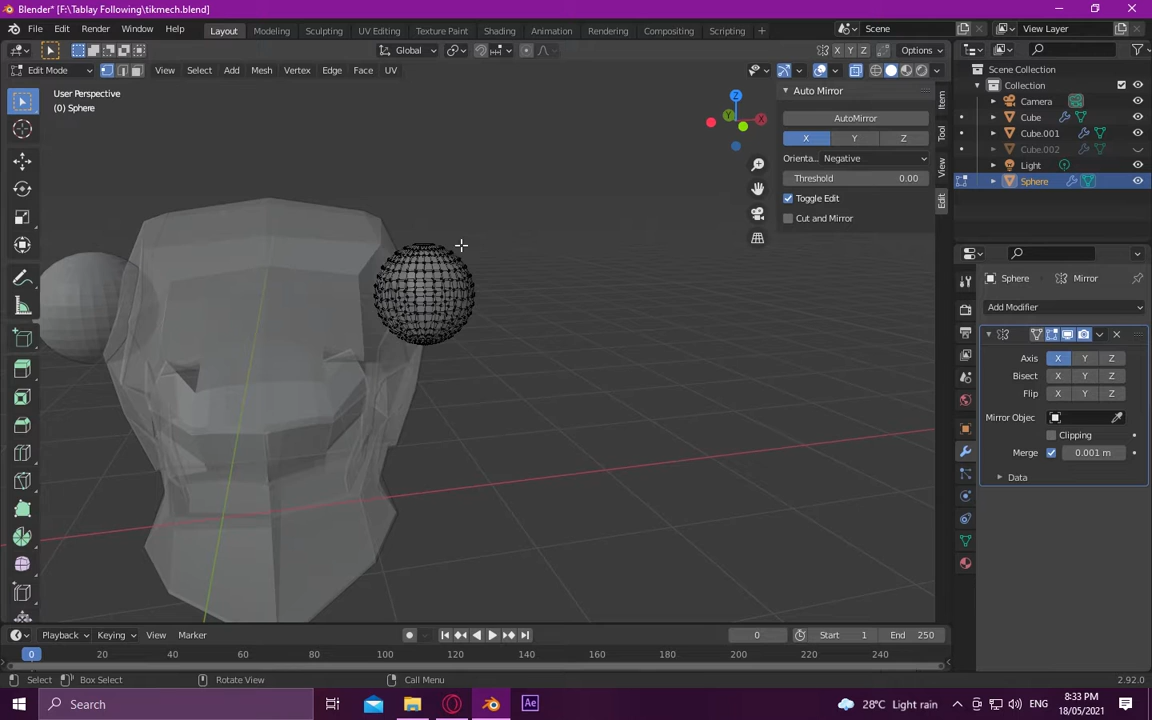 Blender* [F:\Tablay Following\tikmech.blend]
File Edit Render Window Help Layout Modeling Sculpting UV Editing Texture Paint Shading Animation Rendering Compositing Scripting + Scene View Layer
Global Options
Edit Mode View Select Add Mesh Vertex Edge Face UV
X Y Z
User Perspective
(0) Sphere
Z
Y
X
Auto Mirror
AutoMirror
X Y Z
Orienta.. Negative
Threshold 0.00
Toggle Edit
Cut and Mirror
Item
Tool
View
Edit
Scene Collection
Collection
Camera
Cube
Cube.001
Cube.002
Light
Sphere
Sphere Mirror
Add Modifier
Axis X Y Z
Bisect X Y Z
Flip X Y Z
Mirror Objec
Clipping
Merge 0.001 m
Data
Playback Keying View Marker 0 Start 1 End 250
0 20 40 60 80 100 120 140 160 180 200 220 240
Select Box Select Rotate View Call Menu 2.92.0
Search Ae 28°C Light rain ENG 8:33 PM
18/05/2021